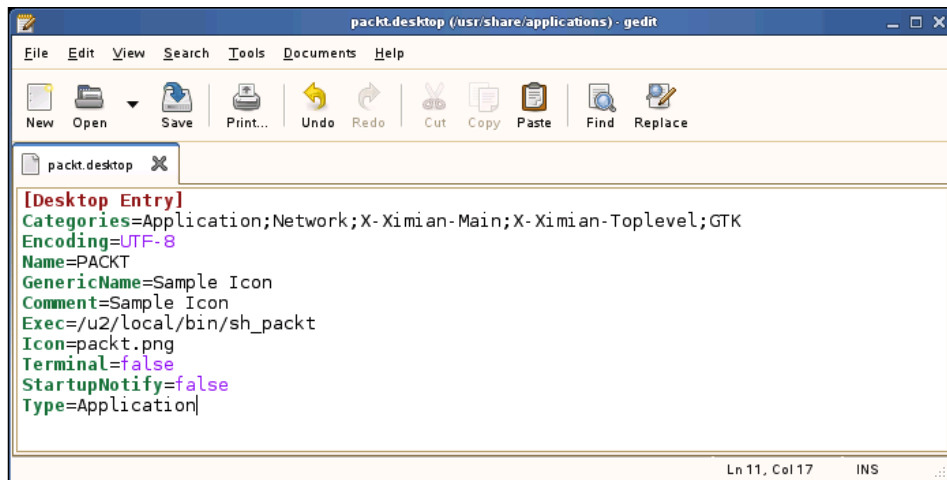 packt.desktop (/usr/share/applications) - gedit
File Edit View Search Tools Documents Help
New Open Save Print... Undo Redo Cut Copy Paste Find Replace
packt.desktop
[Desktop Entry]
Categories=Application;Network;X-Ximian-Main;X-Ximian-Toplevel;GTK
Encoding=UTF-8
Name=PACKT
GenericName=Sample Icon
Comment=Sample Icon
Exec=/u2/local/bin/sh_packt
Icon=packt.png
Terminal=false
StartupNotify=false
Type=Application
Ln 11, Col 17 INS